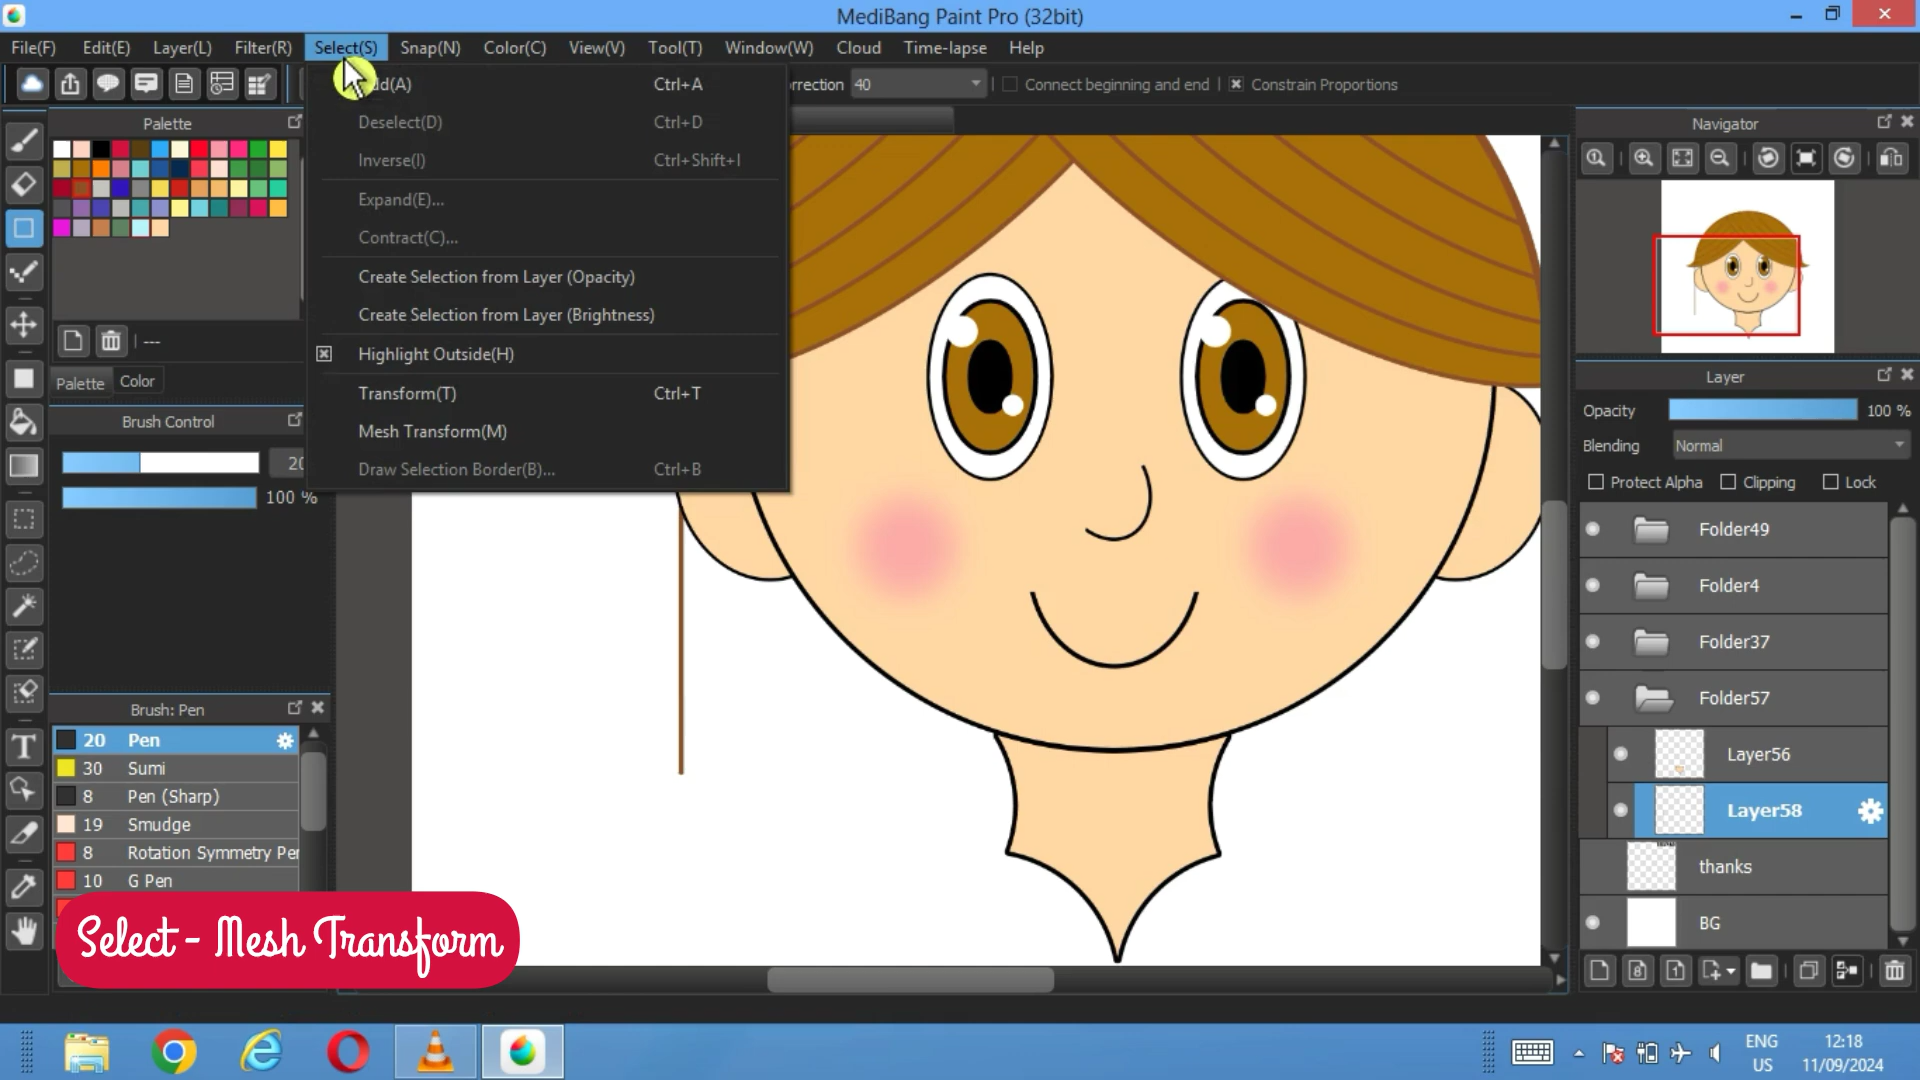 MediBang Paint Pro (32bit)
File(F) Edit(E) Layer(L) Filter(R) Select(S) Snap(N) Color(C) View(V) Tool(T) Window(W) Cloud Time-lapse Help
Ctrl+A
rrection 40 Connect beginning and end Constrain Proportions
Palette
Deselect(D) Ctrl+D
Inverse(I) Ctrl+Shift+I
Expand(E)...
Contract(C)...
Create Selection from Layer (Opacity)
Create Selection from Layer (Brightness)
Highlight Outside(H)
Transform(T) Ctrl+T
Mesh Transform(M)
Draw Selection Border(B)... Ctrl+B
---
Palette Color
Brush Control
20
100 %
Brush: Pen
20 Pen
30 Sumi
8 Pen (Sharp)
19 Smudge
8 Rotation Symmetry Per
10 G Pen
Select - Mesh Transform
Navigator
Layer
Opacity 100 %
Blending Normal
Protect Alpha Clipping Lock
Folder49
Folder4
Folder37
Folder57
Layer56
Layer58
thanks
BG
ENG
US
12:18
11/09/2024